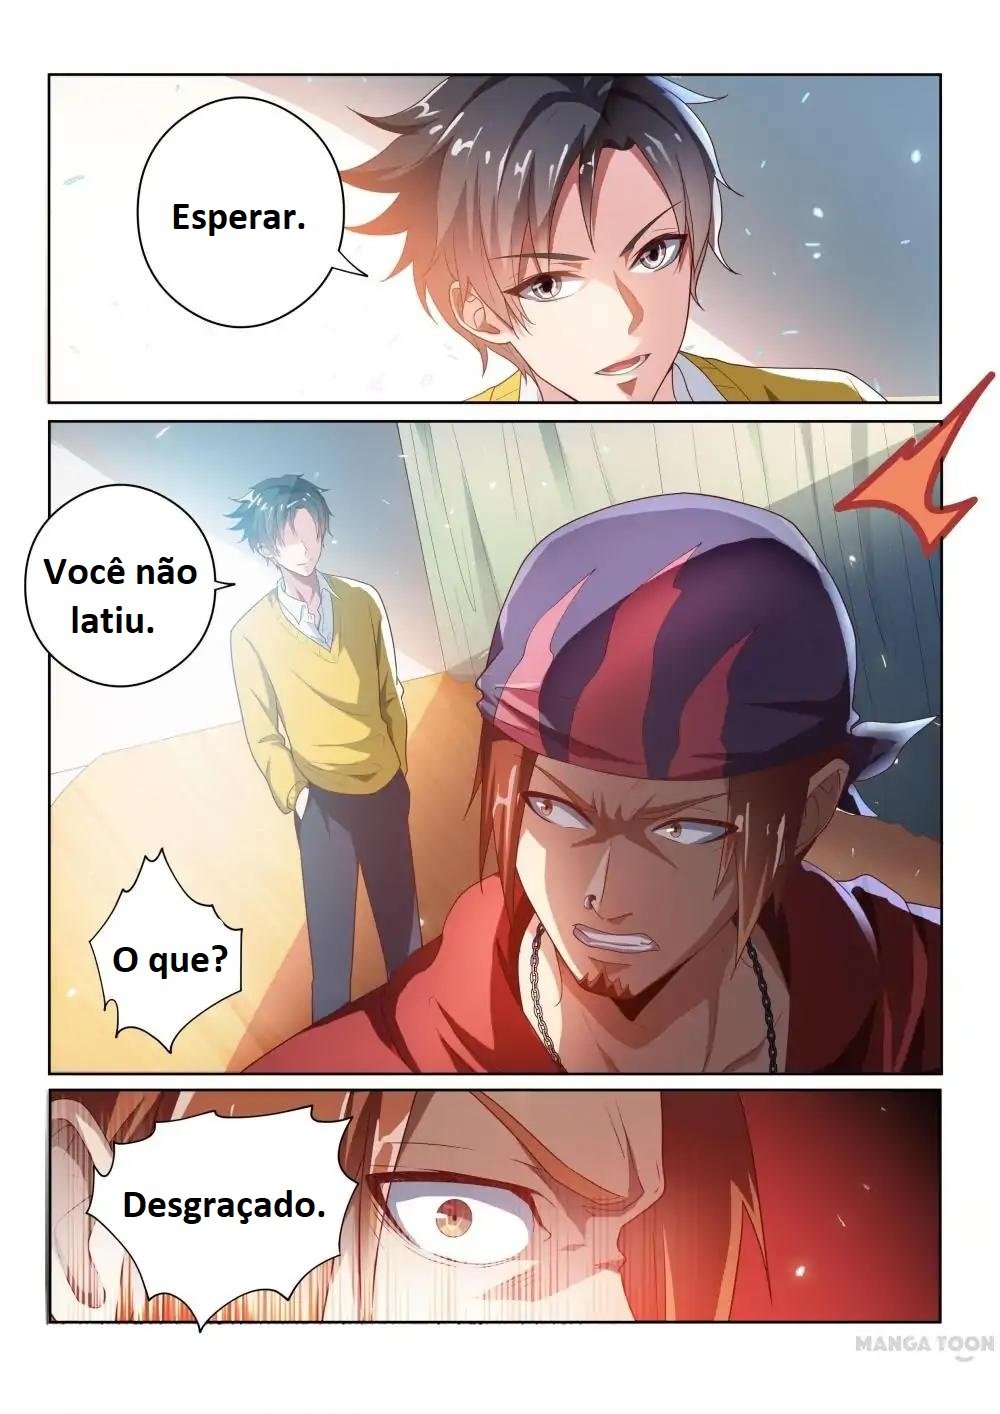 Esperar.
Você não
latiu.
O que?
Desgraçado.
MANGA TOON